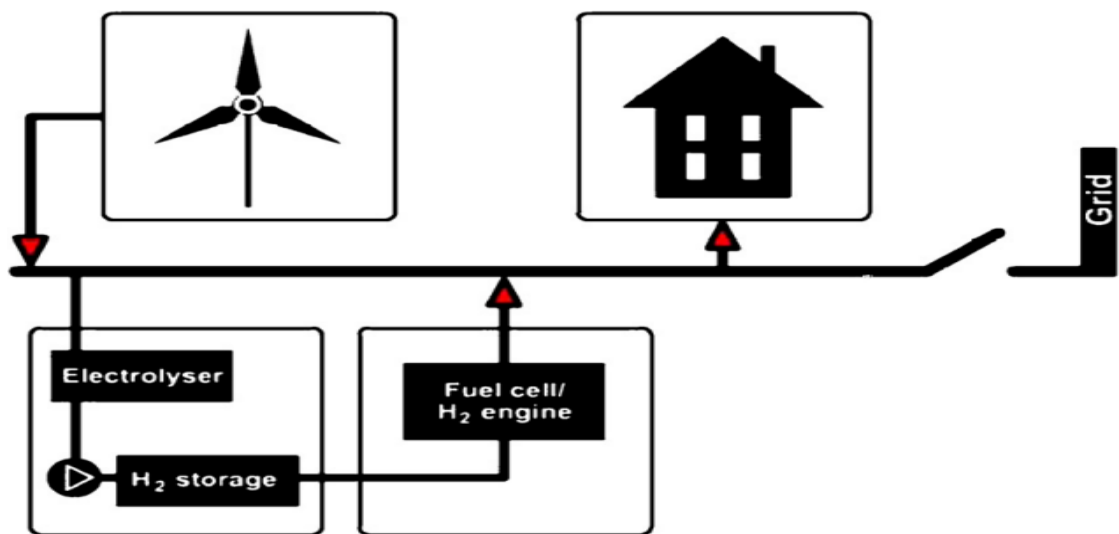 Grid
Electrolyser
Fuel cell/
H₂ engine
H₂ storage